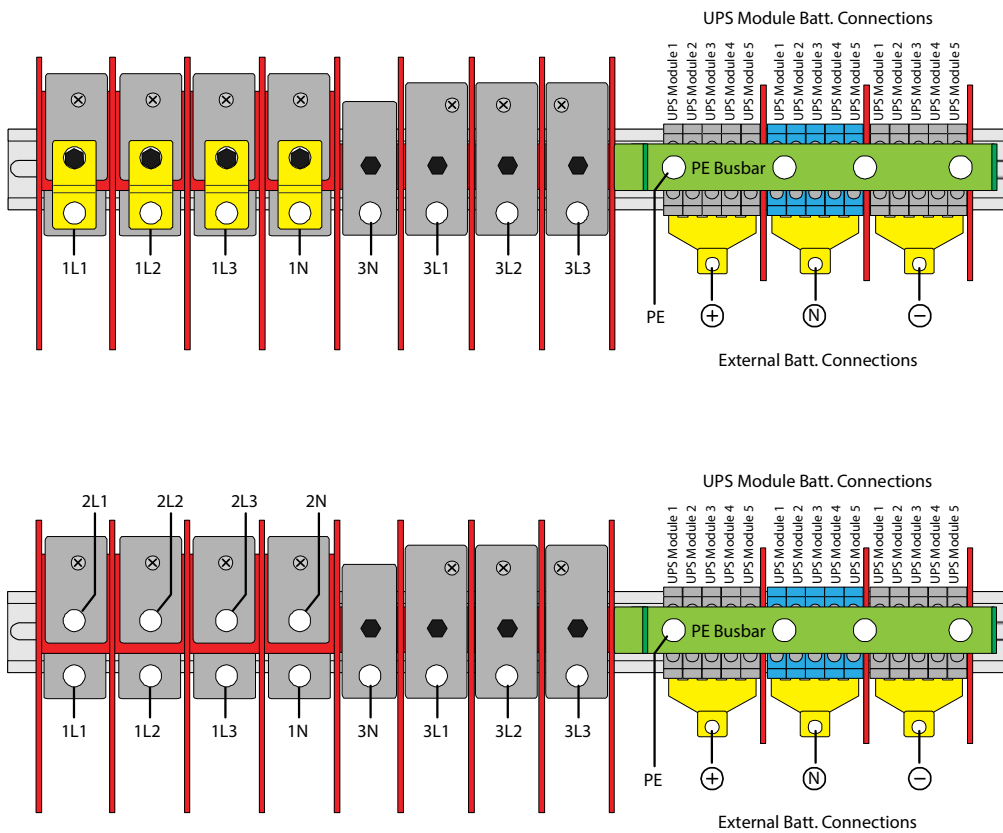 UPS Module Batt. Connections
UPS Module 1
UPS Module 2
UPS Module 3
UPS Module 4
UPS Module 5
UPS Module 1
UPS Module 2
UPS Module 3
UPS Module 4
UPS Module 5
UPS Module 1
UPS Module 2
UPS Module 3
UPS Module 4
UPS Module 5
PE Busbar
1L1 1L2 1L3 1N 3N 3L1 3L2 3L3
PE + N −
External Batt. Connections
UPS Module Batt. Connections
2L1 2L2 2L3 2N
UPS Module 1
UPS Module 2
UPS Module 3
UPS Module 4
UPS Module 5
UPS Module 1
UPS Module 2
UPS Module 3
UPS Module 4
UPS Module 5
UPS Module 1
UPS Module 2
UPS Module 3
UPS Module 4
UPS Module 5
PE Busbar
1L1 1L2 1L3 1N 3N 3L1 3L2 3L3
PE + N −
External Batt. Connections